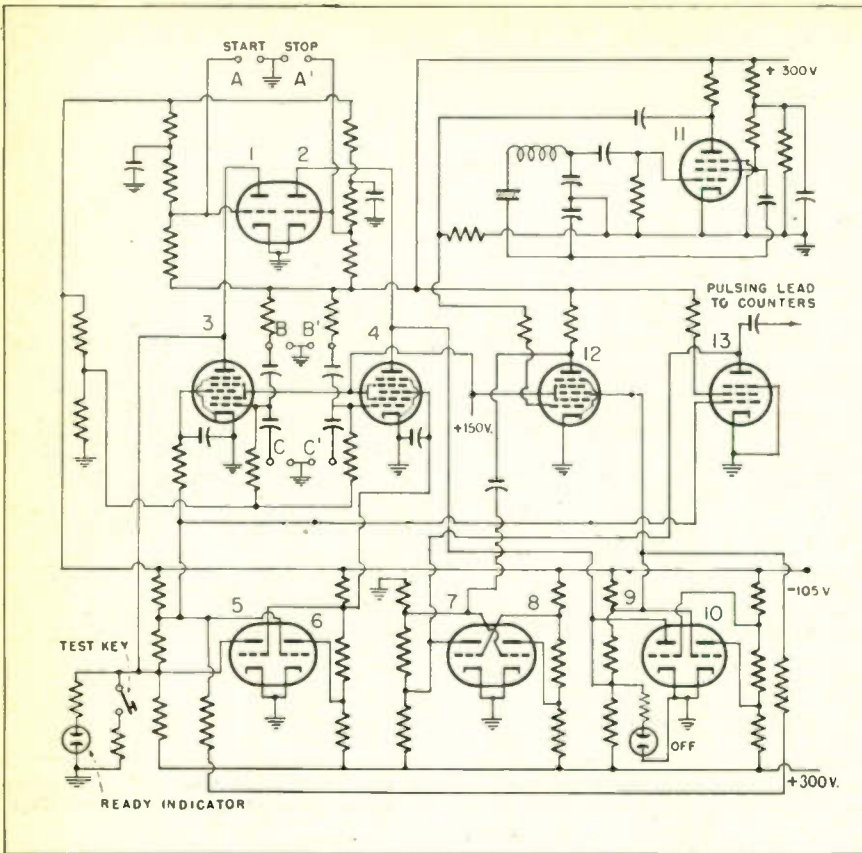 START STOP
A A'
+ 300V
11
1 2
PULSING LEAD
TO COUNTERS
3 B B' 4 12 13
+150V.
C C'
-105V
5 6 7 8 9 10
TEST KEY
OFF
+300V.
READY INDICATOR